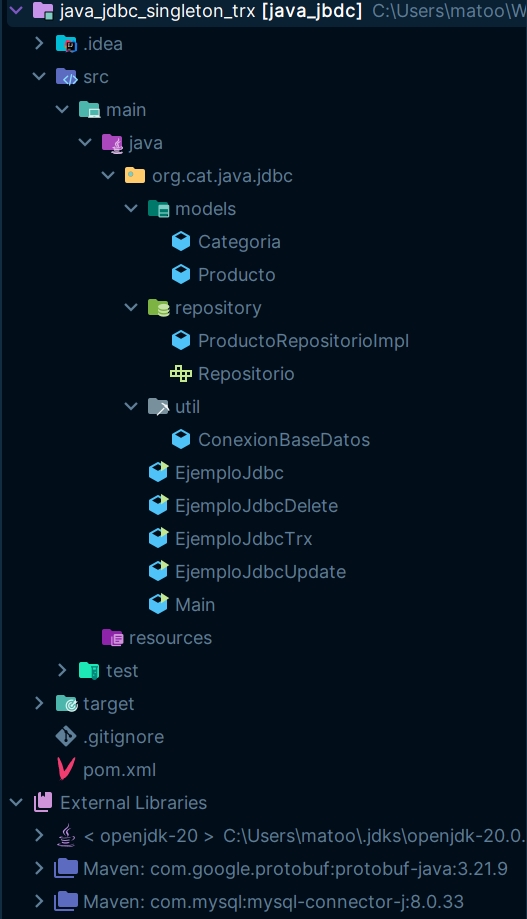 java_jdbc_singleton_trx [java_jbdc] C:\Users\matoo\W
.idea
src
main
java
org.cat.java.jdbc
models
Categoria
Producto
repository
ProductoRepositorioImpl
Repositorio
util
ConexionBaseDatos
EjemploJdbc
EjemploJdbcDelete
EjemploJdbcTrx
EjemploJdbcUpdate
Main
resources
test
target
.gitignore
pom.xml
External Libraries
< openjdk-20 > C:\Users\matoo\.jdks\openjdk-20.0.
Maven: com.google.protobuf:protobuf-java:3.21.9
Maven: com.mysql:mysql-connector-j:8.0.33